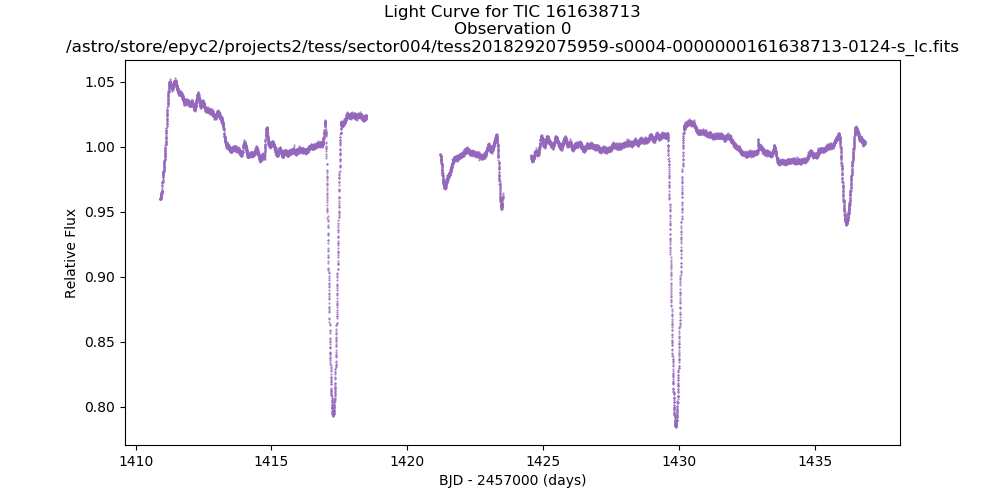 Light Curve for TIC 161638713
Observation 0
/astro/store/epyc2/projects2/tess/sector004/tess2018292075959-s0004-0000000161638713-0124-s_lc.fits
1.05
1.00
0.95
0.90
0.85
0.80
Relative Flux
1410
1415
1420
1425
1430
1435
BJD - 2457000 (days)